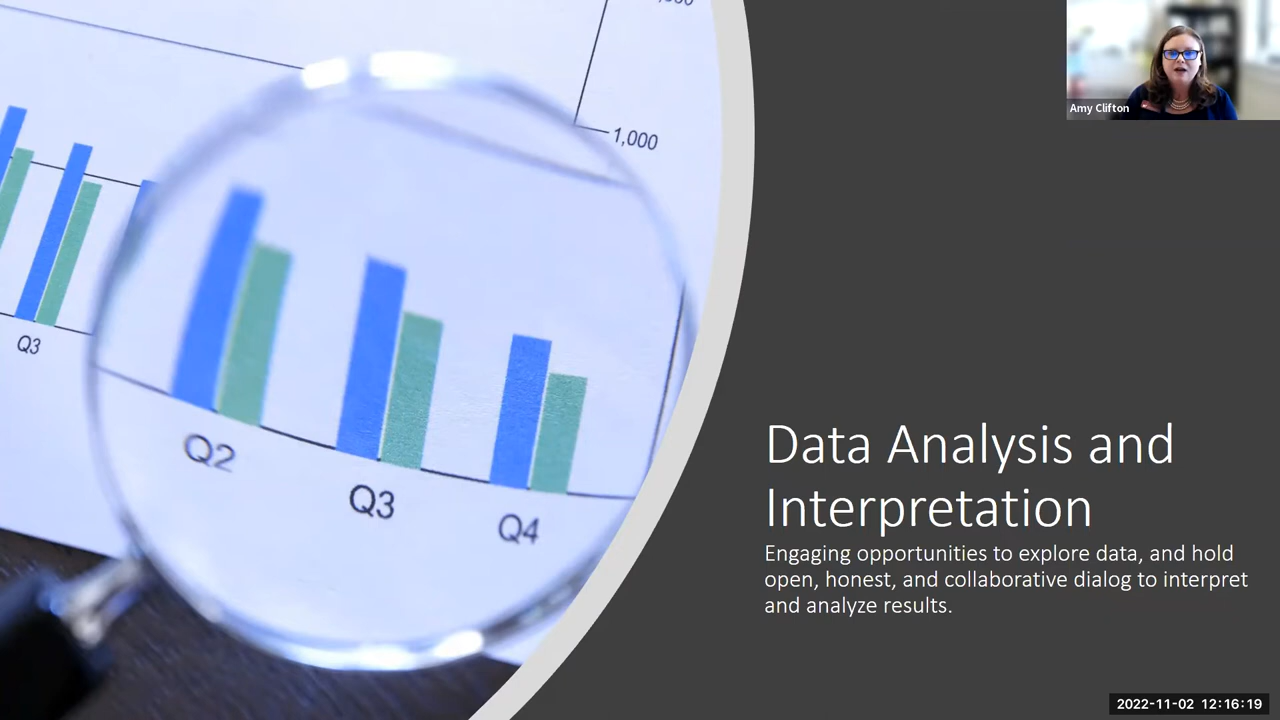 1,000
Amy Clifton
Q3
Q2
Q3
Q4
Data Analysis and
Interpretation
Engaging opportunities to explore data, and hold
open, honest, and collaborative dialog to interpret
and analyze results.
2022-11-02 12:16:19